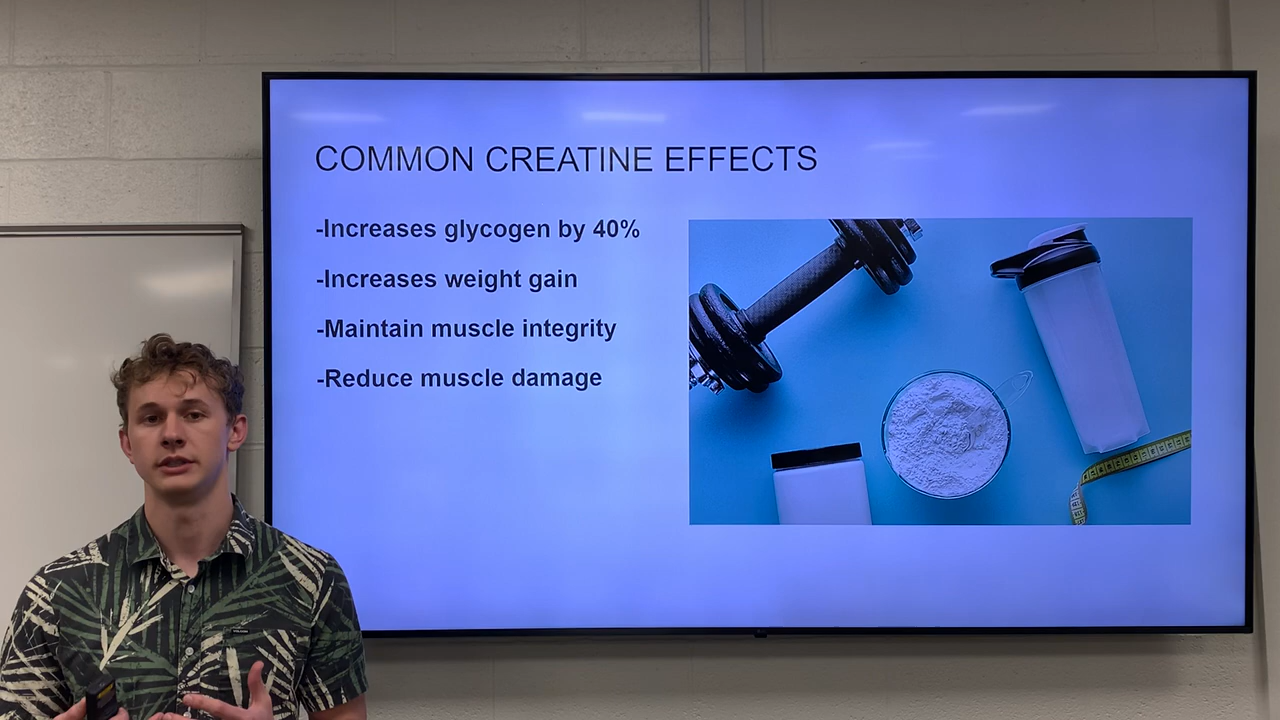 COMMON CREATINE EFFECTS
-Increases glycogen by 40%
-Increases weight gain
-Maintain muscle integrity
-Reduce muscle damage